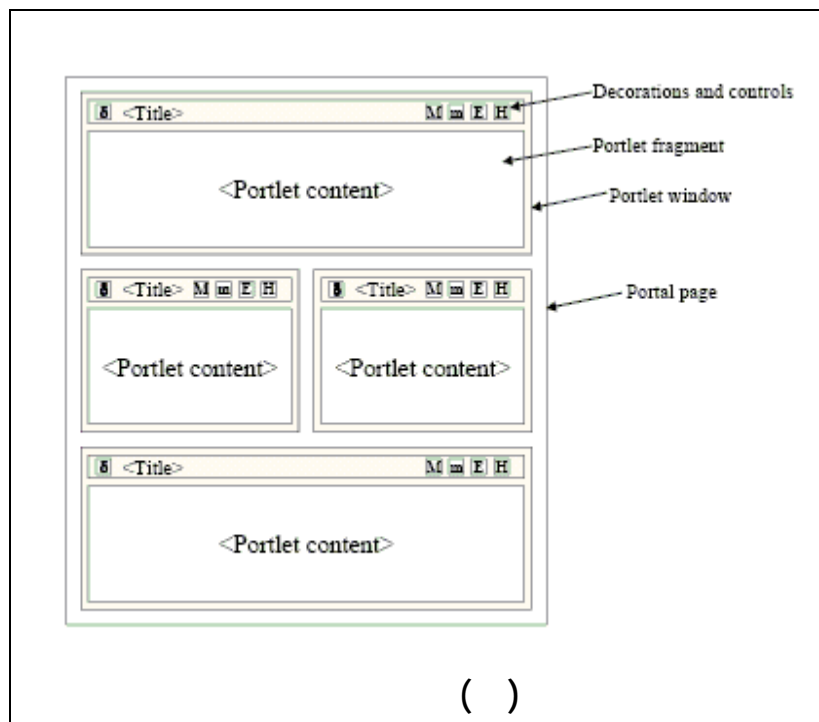 δ <Title> M m E H
Decorations and controls
Portlet fragment
<Portlet content>
Portlet window
δ <Title> M m E H
δ <Title> M m E H
Portal page
<Portlet content>
<Portlet content>
δ <Title> M m E H
<Portlet content>
( )